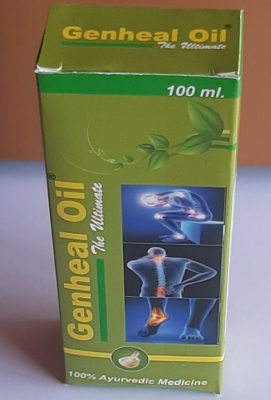 Genheal Oil®
The Ultimate
100 ml.
Genheal Oil®
The Ultimate
100% Ayurvedic Medicine